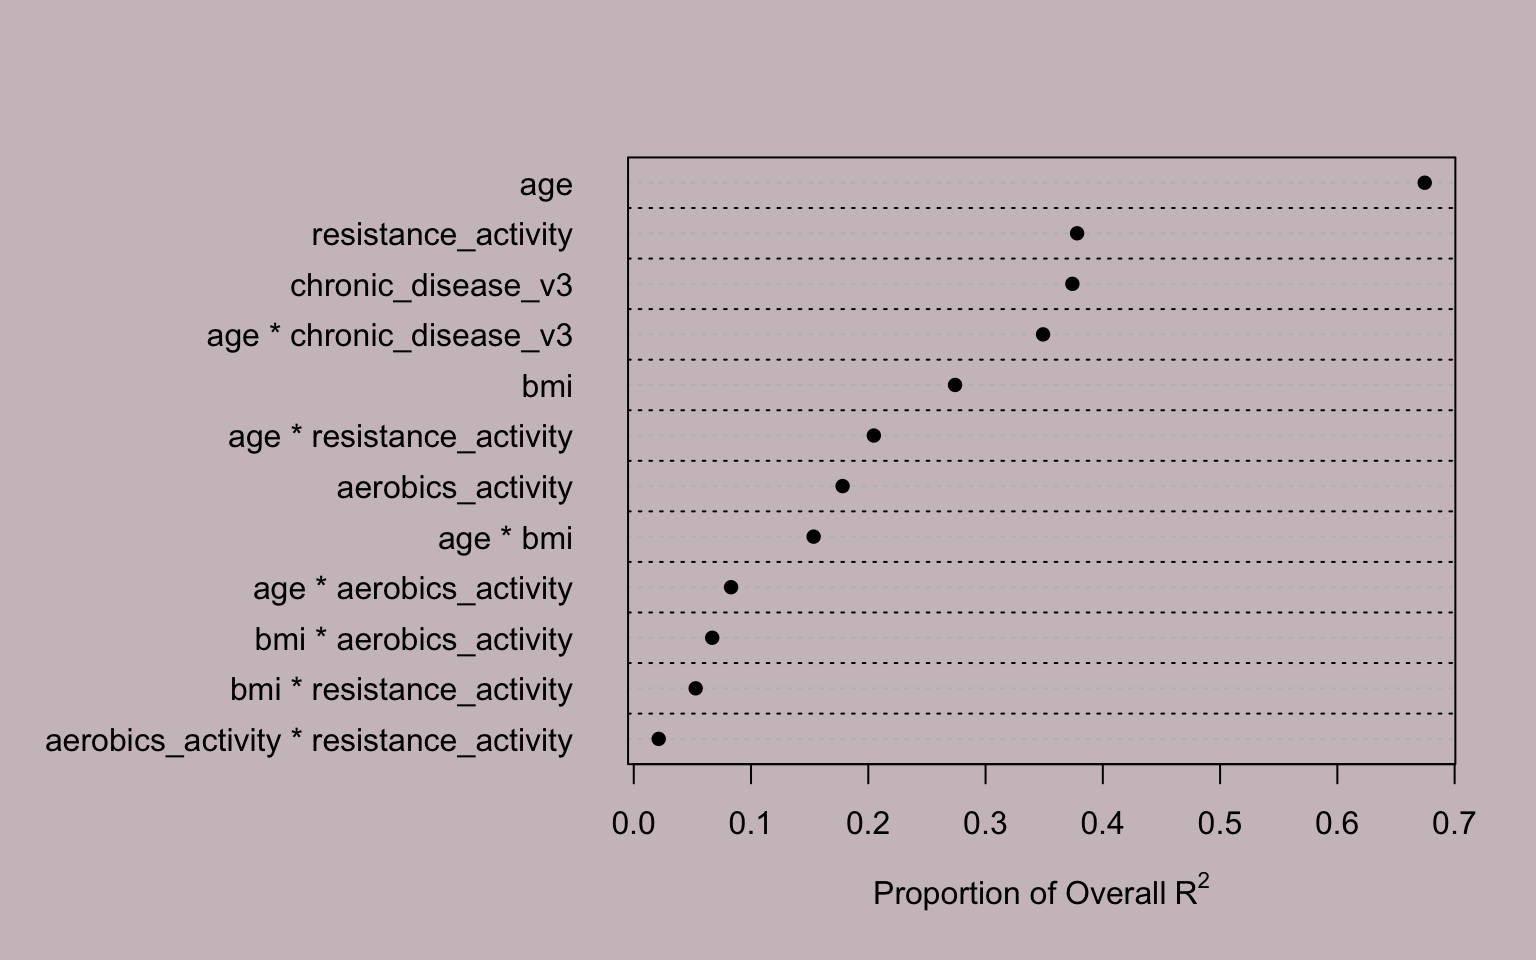 age
resistance_activity
chronic_disease_v3
age * chronic_disease_v3
bmi
age * resistance_activity
aerobics_activity
age * bmi
age * aerobics_activity
bmi * aerobics_activity
bmi * resistance_activity
aerobics_activity * resistance_activity
0.0 0.1 0.2 0.3 0.4 0.5 0.6 0.7
Proportion of Overall R²